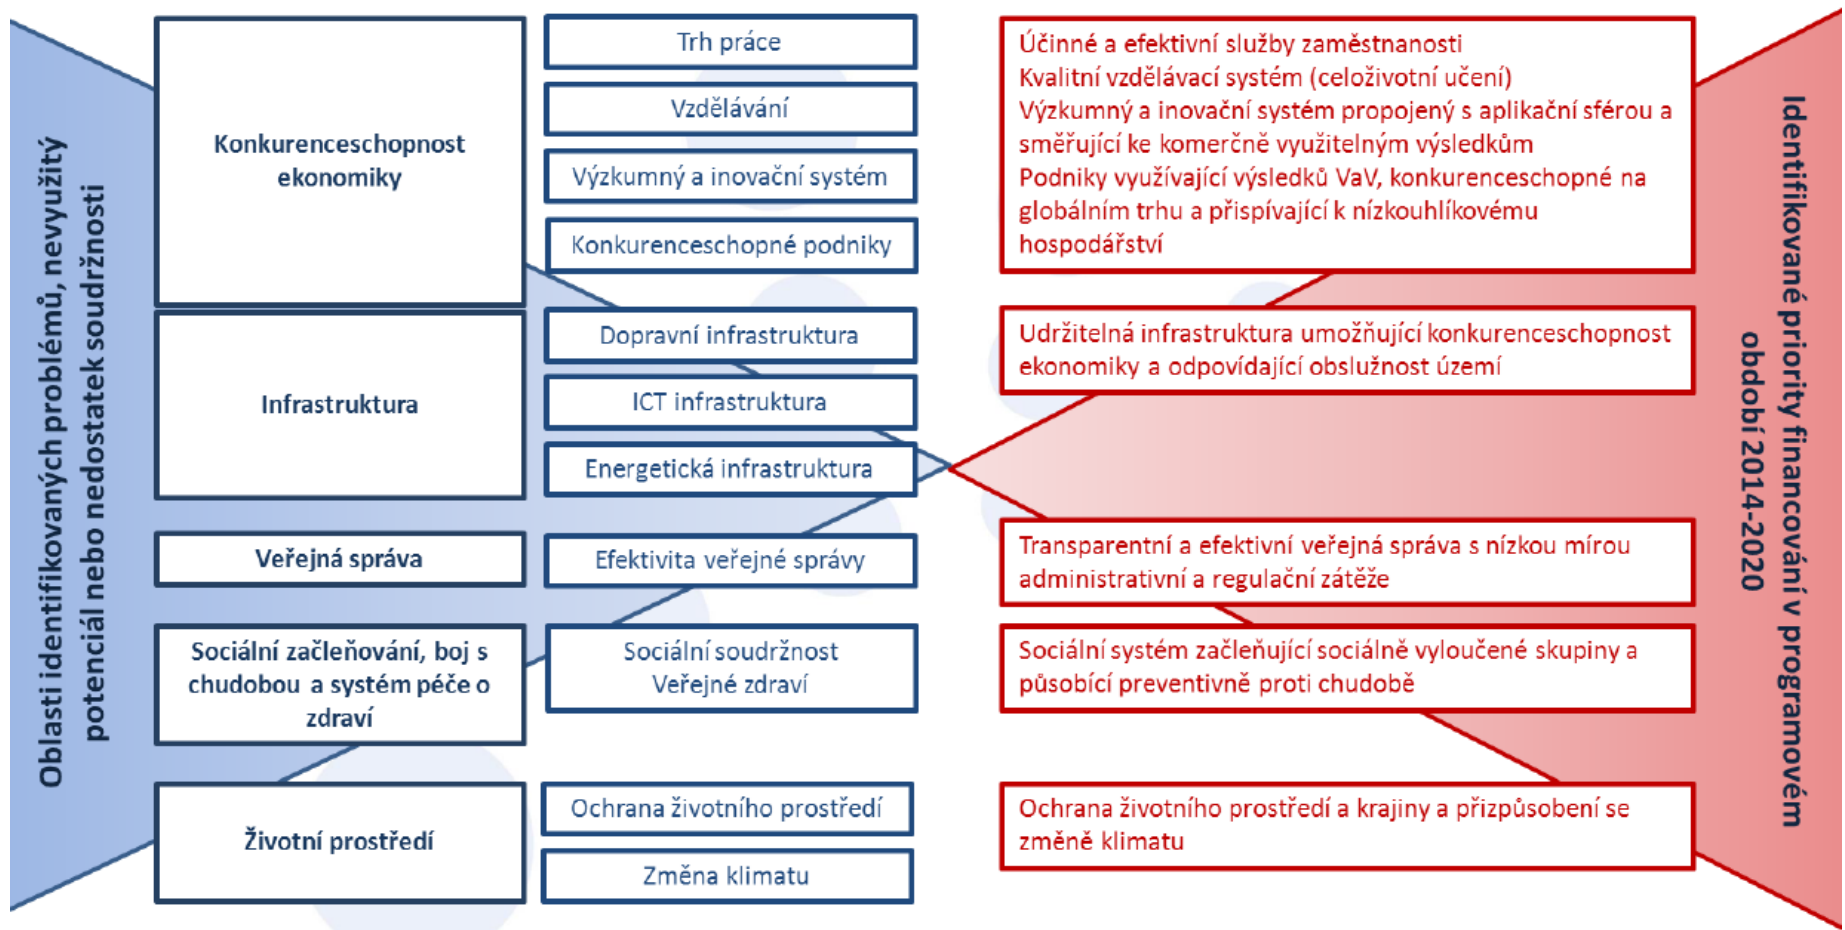 Oblasti identifikovaných problémů, nevyužitý
potenciál nebo nedostatek soudržnosti
Konkurenceschopnost
ekonomiky
Trh práce
Vzdělávání
Výzkumný a inovační systém
Konkurenceschopné podniky
Účinné a efektivní služby zaměstnanosti
Kvalitní vzdělávací systém (celoživotní učení)
Výzkumný a inovační systém propojený s aplikační sférou a
směřující ke komerčně využitelným výsledkům
Podniky využívající výsledků VaV, konkurenceschopné na
globálním trhu a přispívající k nízkouhlíkovému
hospodářství
Infrastruktura
Dopravní infrastruktura
ICT infrastruktura
Energetická infrastruktura
Udržitelná infrastruktura umožňující konkurenceschopnost
ekonomiky a odpovídající obslužnost území
Veřejná správa
Efektivita veřejné správy
Transparentní a efektivní veřejná správa s nízkou mírou
administrativní a regulační zátěže
Sociální začleňování, boj s
chudobou a systém péče o
zdraví
Sociální soudržnost
Veřejné zdraví
Sociální systém začleňující sociálně vyloučené skupiny a
působící preventivně proti chudobě
Životní prostředí
Ochrana životního prostředí
Změna klimatu
Ochrana životního prostředí a krajiny a přizpůsobení se
změně klimatu
Identifikované priority financování v programovém
období 2014-2020